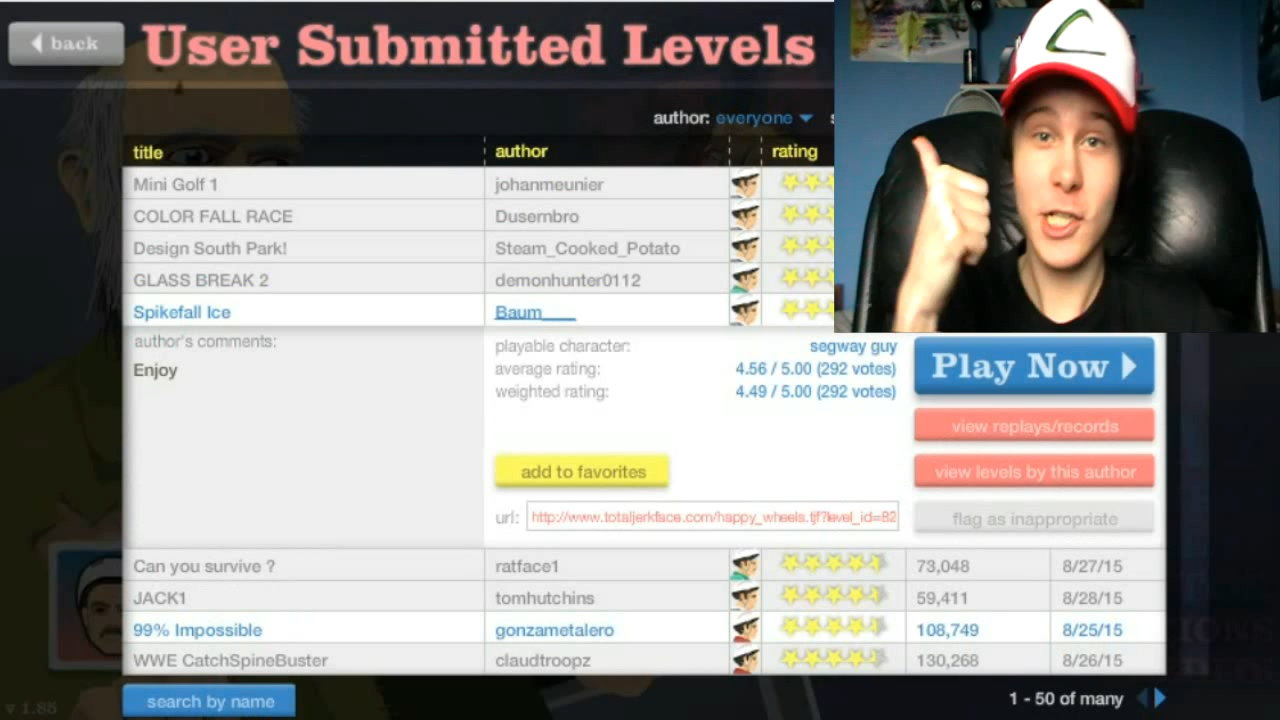 back
User Submitted Levels
author: everyone
title author rating
Mini Golf 1 johanmeunier
COLOR FALL RACE Dusernbro
Design South Park! Steam_Cooked_Potato
GLASS BREAK 2 demonhunter0112
Spikefall Ice Baum____
author's comments:
Enjoy
playable character: segway guy
average rating: 4.56 / 5.00 (292 votes)
weighted rating: 4.49 / 5.00 (292 votes)
Play Now
view replays/records
add to favorites
view levels by this author
url: http://www.totaljerkface.com/happy_wheels.tjf?level_id=82
flag as inappropriate
Can you survive ? ratface1 73,048 8/27/15
JACK1 tomhutchins 59,411 8/28/15
99% Impossible gonzametalero 108,749 8/25/15
WWE CatchSpineBuster claudtroopz 130,268 8/26/15
search by name
1 - 50 of many
v 1.85